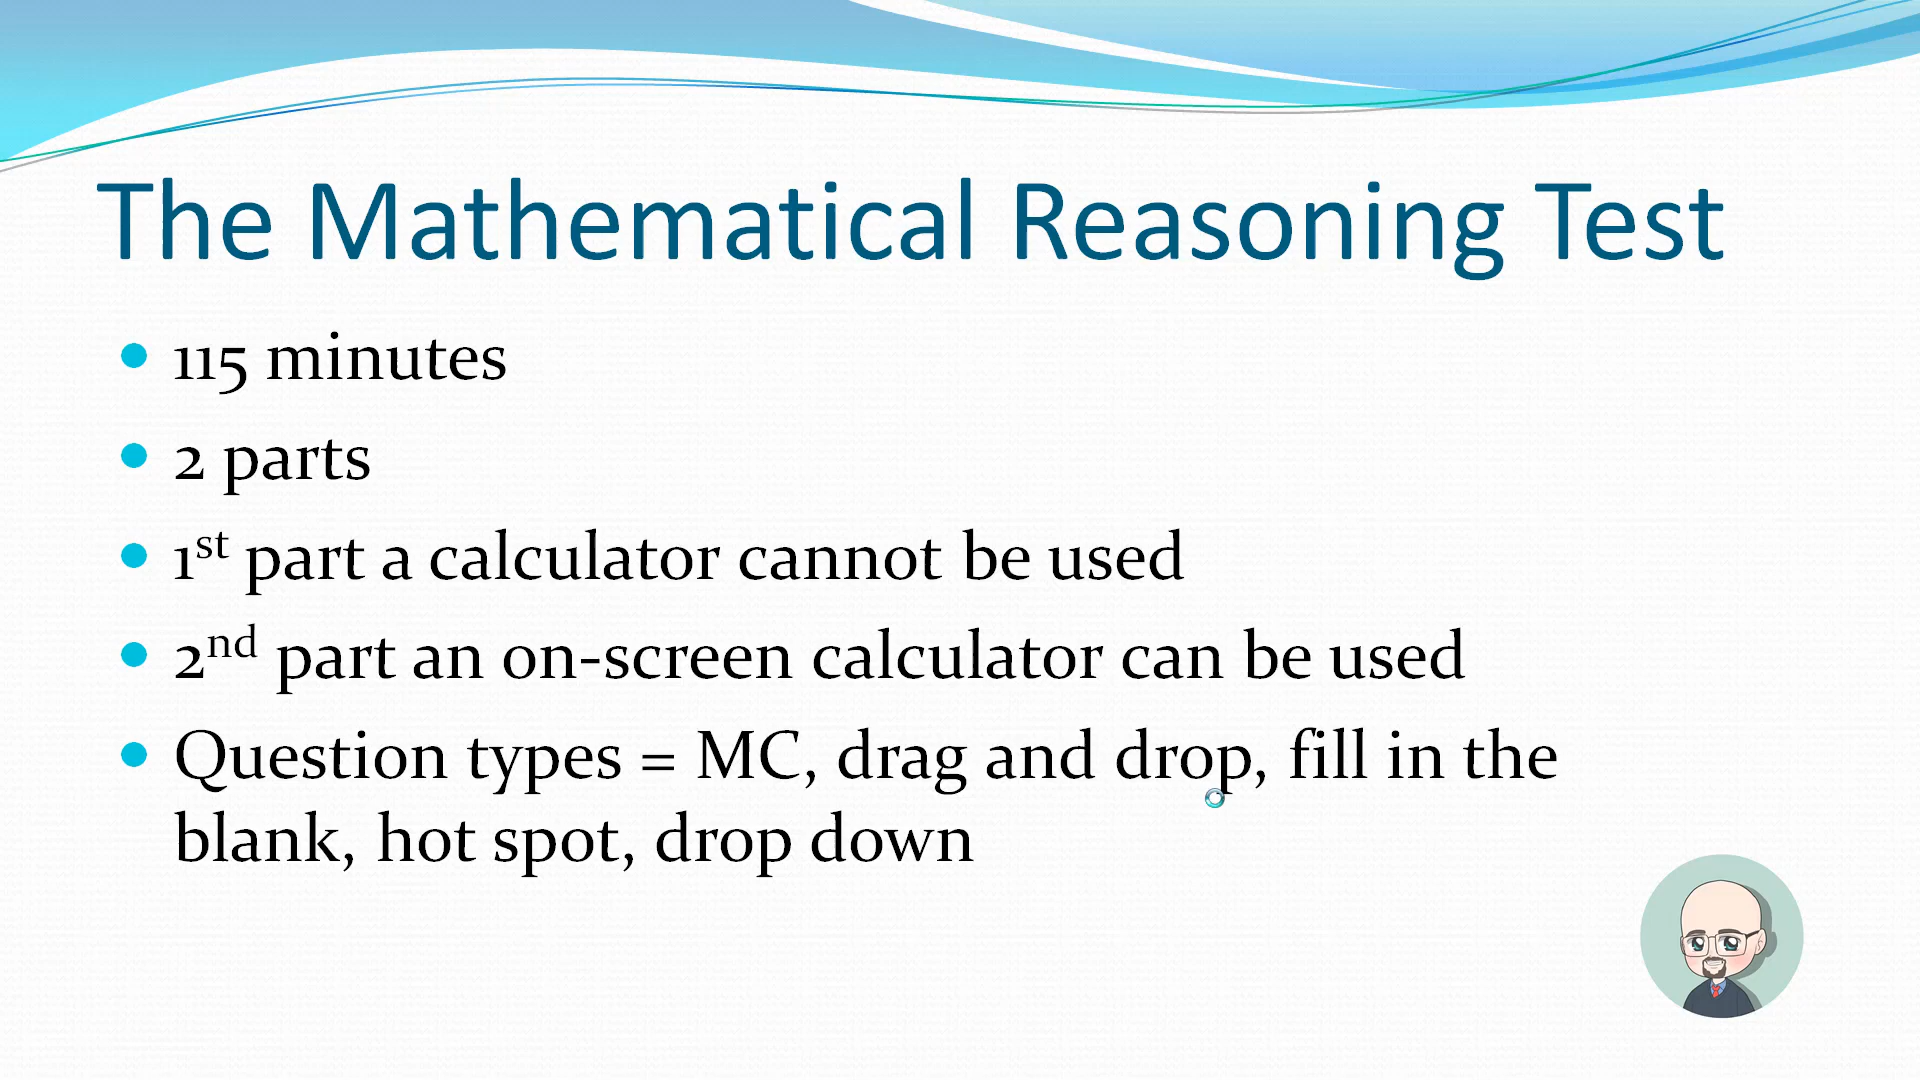 The Mathematical Reasoning Test
• 115 minutes
• 2 parts
• 1st part a calculator cannot be used
• 2nd part an on-screen calculator can be used
• Question types = MC, drag and drop, fill in the
blank, hot spot, drop down